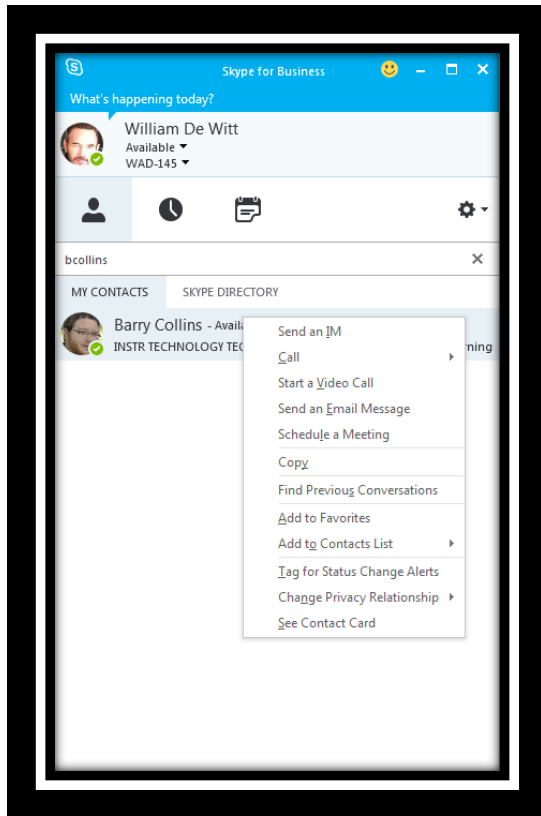 Skype for Business
What's happening today?
William De Witt
Available
WAD-145
bcollins
MY CONTACTS SKYPE DIRECTORY
Barry Collins -
INSTR TECHNOLOGY
Send an IM
Call
Start a Video Call
Send an Email Message
Schedule a Meeting
Copy
Find Previous Conversations
Add to Favorites
Add to Contacts List
Tag for Status Change Alerts
Change Privacy Relationship
See Contact Card